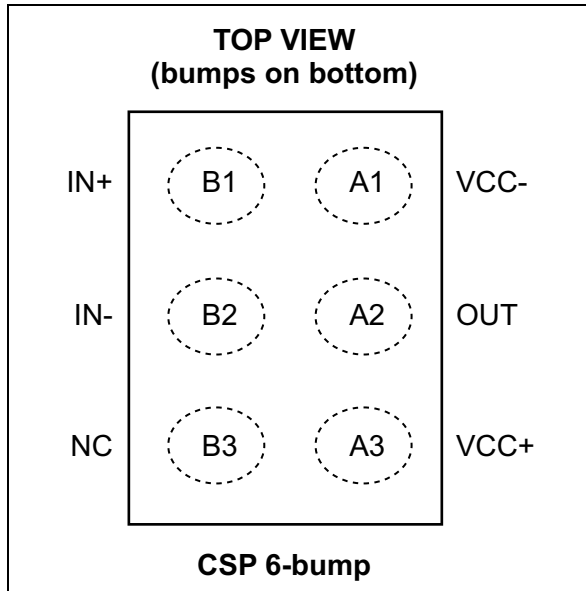 TOP VIEW
(bumps on bottom)
IN+ B1 A1 VCC-
IN- B2 A2 OUT
NC B3 A3 VCC+
CSP 6-bump